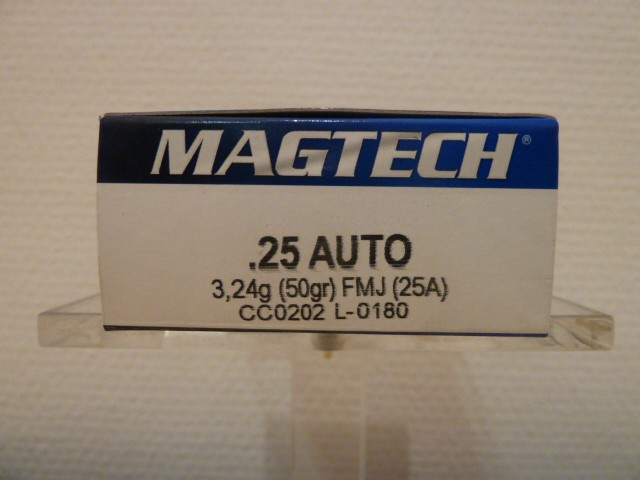 MAGTECH®
.25 AUTO
3,24g (50gr) FMJ (25A)
CC0202 L-0180